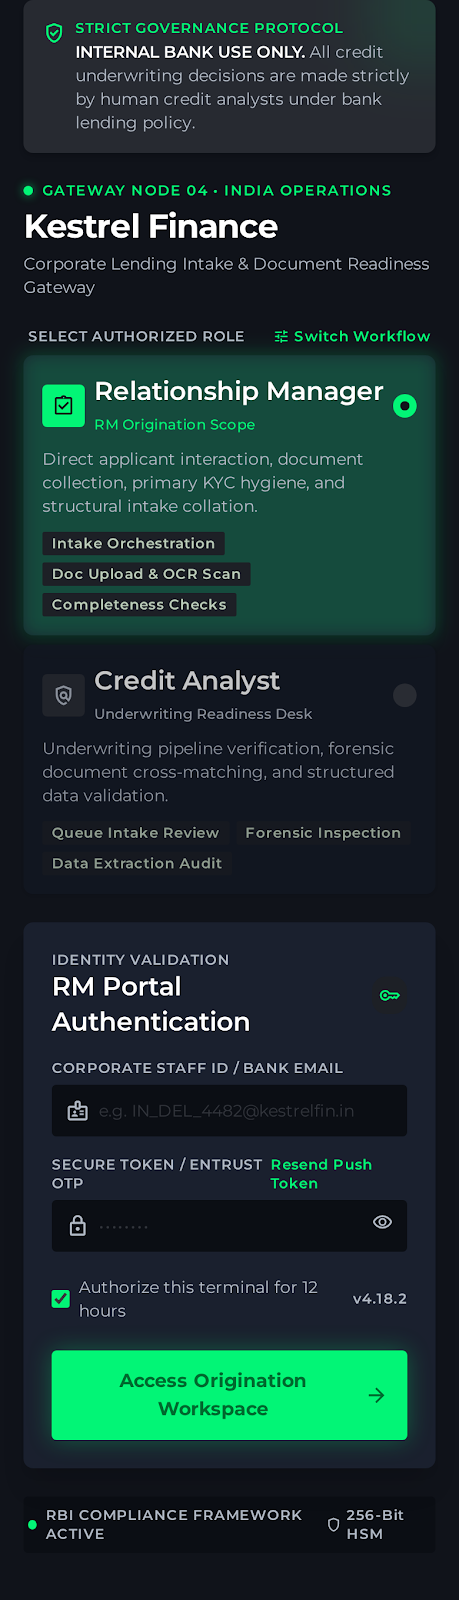 STRICT GOVERNANCE PROTOCOL
INTERNAL BANK USE ONLY. All credit
underwriting decisions are made strictly
by human credit analysts under bank
lending policy.
GATEWAY NODE 04 • INDIA OPERATIONS
Kestrel Finance
Corporate Lending Intake & Document Readiness
Gateway
SELECT AUTHORIZED ROLE
Switch Workflow
Relationship Manager
RM Origination Scope
Direct applicant interaction, document
collection, primary KYC hygiene, and
structural intake collation.
Intake Orchestration
Doc Upload & OCR Scan
Completeness Checks
Credit Analyst
Underwriting Readiness Desk
Underwriting pipeline verification, forensic
document cross-matching, and structured
data validation.
Queue Intake Review
Forensic Inspection
Data Extraction Audit
IDENTITY VALIDATION
RM Portal
Authentication
CORPORATE STAFF ID / BANK EMAIL
e.g. IN_DEL_4482@kestrelfin.in
SECURE TOKEN / ENTRUST
OTP
Resend Push
Token
••••••••
Authorize this terminal for 12
hours
v4.18.2
Access Origination
Workspace
RBI COMPLIANCE FRAMEWORK
ACTIVE
256-Bit
HSM